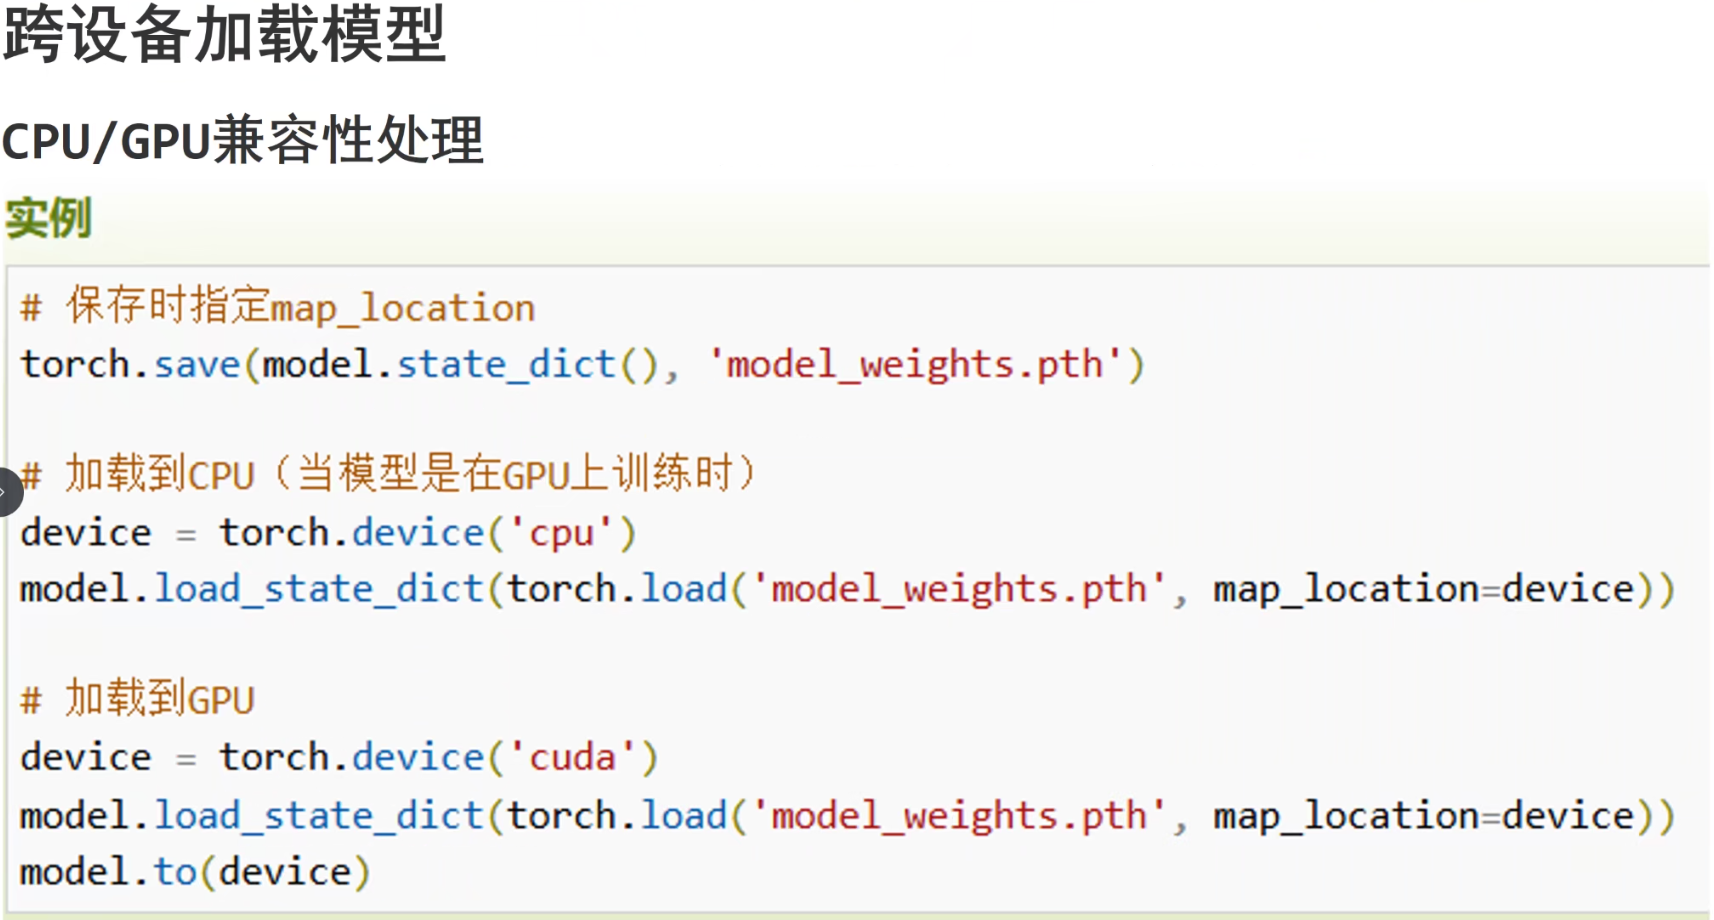 跨设备加载模型
CPU/GPU兼容性处理
实例
# 保存时指定map_location
torch.save(model.state_dict(), 'model_weights.pth')
# 加载到CPU（当模型是在GPU上训练时）
device = torch.device('cpu')
model.load_state_dict(torch.load('model_weights.pth', map_location=device))
# 加载到GPU
device = torch.device('cuda')
model.load_state_dict(torch.load('model_weights.pth', map_location=device))
model.to(device)